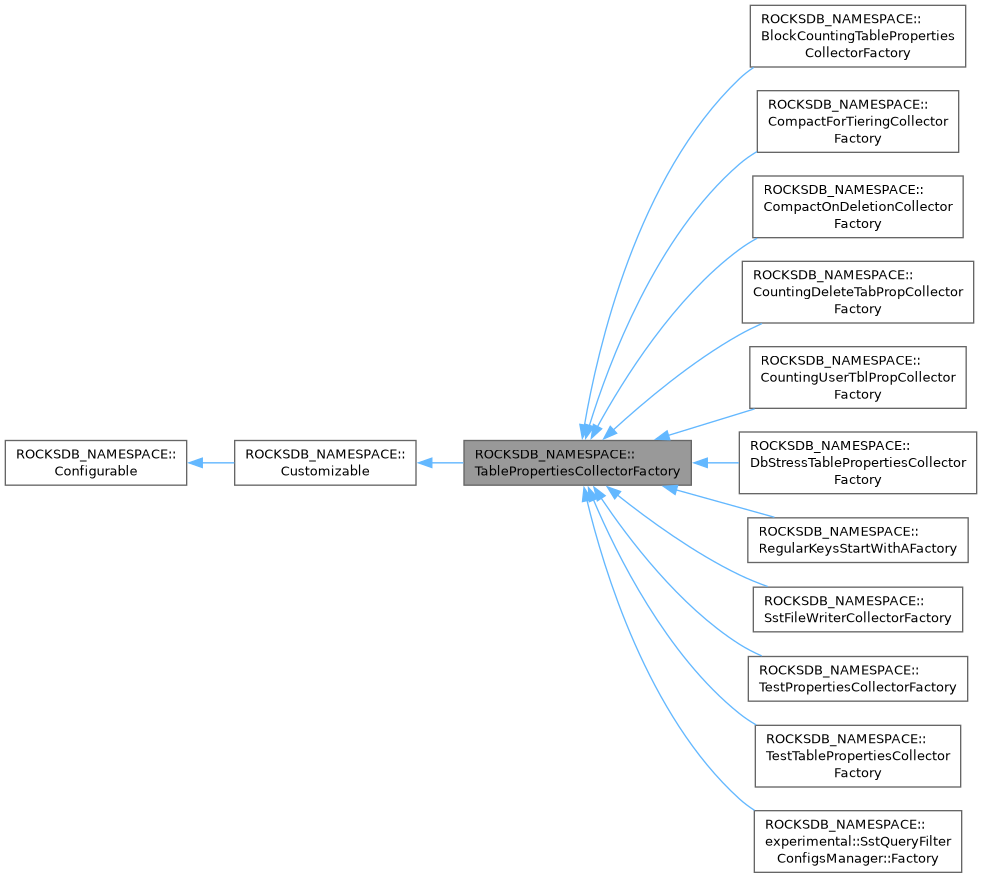 ROCKSDB_NAMESPACE::
BlockCountingTableProperties
CollectorFactory
ROCKSDB_NAMESPACE::
CompactForTieringCollector
Factory
ROCKSDB_NAMESPACE::
CompactOnDeletionCollector
Factory
ROCKSDB_NAMESPACE::
CountingDeleteTabPropCollector
Factory
ROCKSDB_NAMESPACE::
CountingUserTblPropCollector
Factory
ROCKSDB_NAMESPACE::
Configurable
ROCKSDB_NAMESPACE::
Customizable
ROCKSDB_NAMESPACE::
TablePropertiesCollectorFactory
ROCKSDB_NAMESPACE::
DbStressTablePropertiesCollector
Factory
ROCKSDB_NAMESPACE::
RegularKeysStartWithAFactory
ROCKSDB_NAMESPACE::
SstFileWriterCollectorFactory
ROCKSDB_NAMESPACE::
TestPropertiesCollectorFactory
ROCKSDB_NAMESPACE::
TestTablePropertiesCollector
Factory
ROCKSDB_NAMESPACE::
experimental::SstQueryFilter
ConfigsManager::Factory